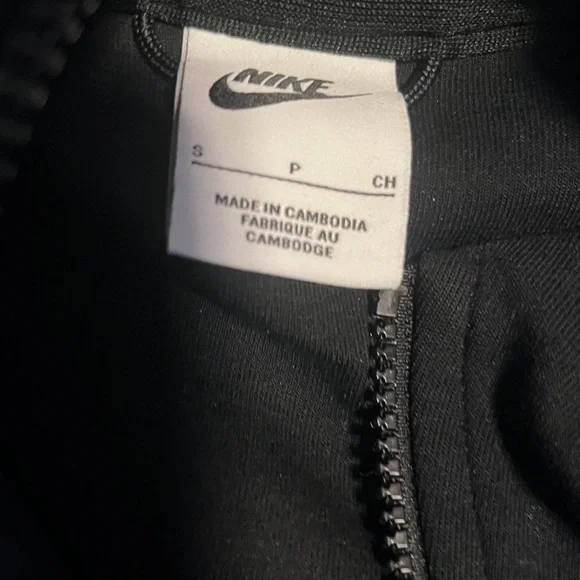 NIKE
S P CH
MADE IN CAMBODIA
FABRIQUE AU
CAMBODGE